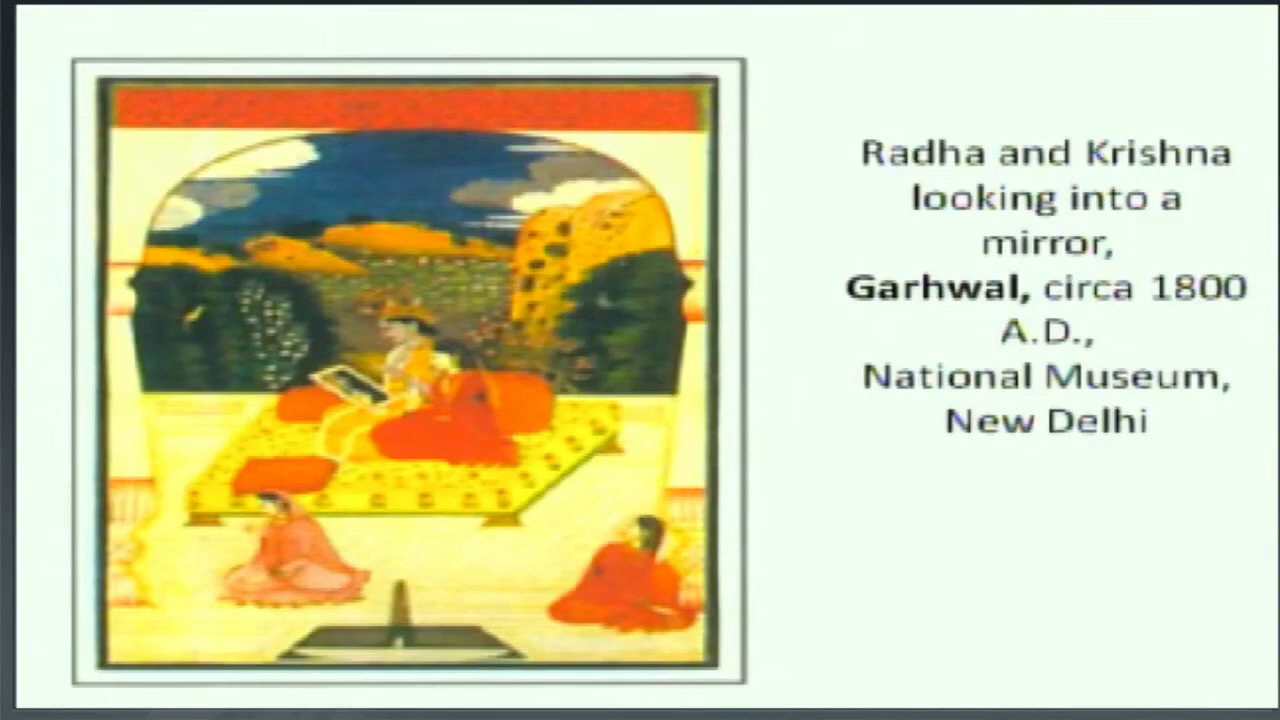 Radha and Krishna
looking into a
mirror,
Garhwal, circa 1800
A.D.,
National Museum,
New Delhi